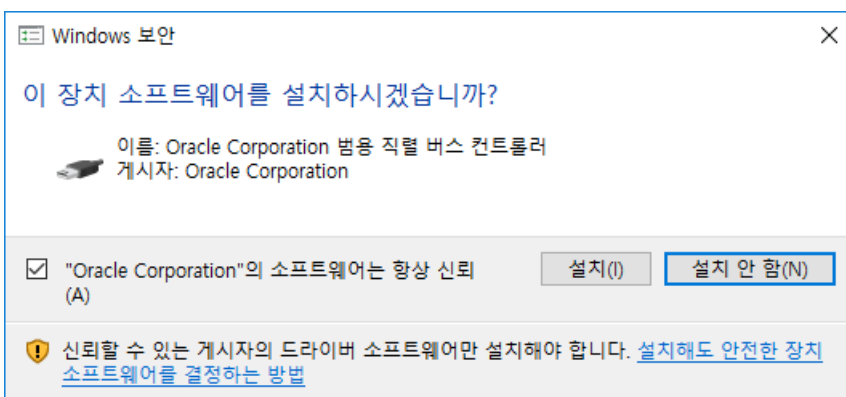 Windows 보안
이 장치 소프트웨어를 설치하시겠습니까?
이름: Oracle Corporation 범용 직렬 버스 컨트롤러
게시자: Oracle Corporation
"Oracle Corporation"의 소프트웨어는 항상 신뢰
(A)
설치(I)
설치 안 함(N)
신뢰할 수 있는 게시자의 드라이버 소프트웨어만 설치해야 합니다. 설치해도 안전한 장치
소프트웨어를 결정하는 방법